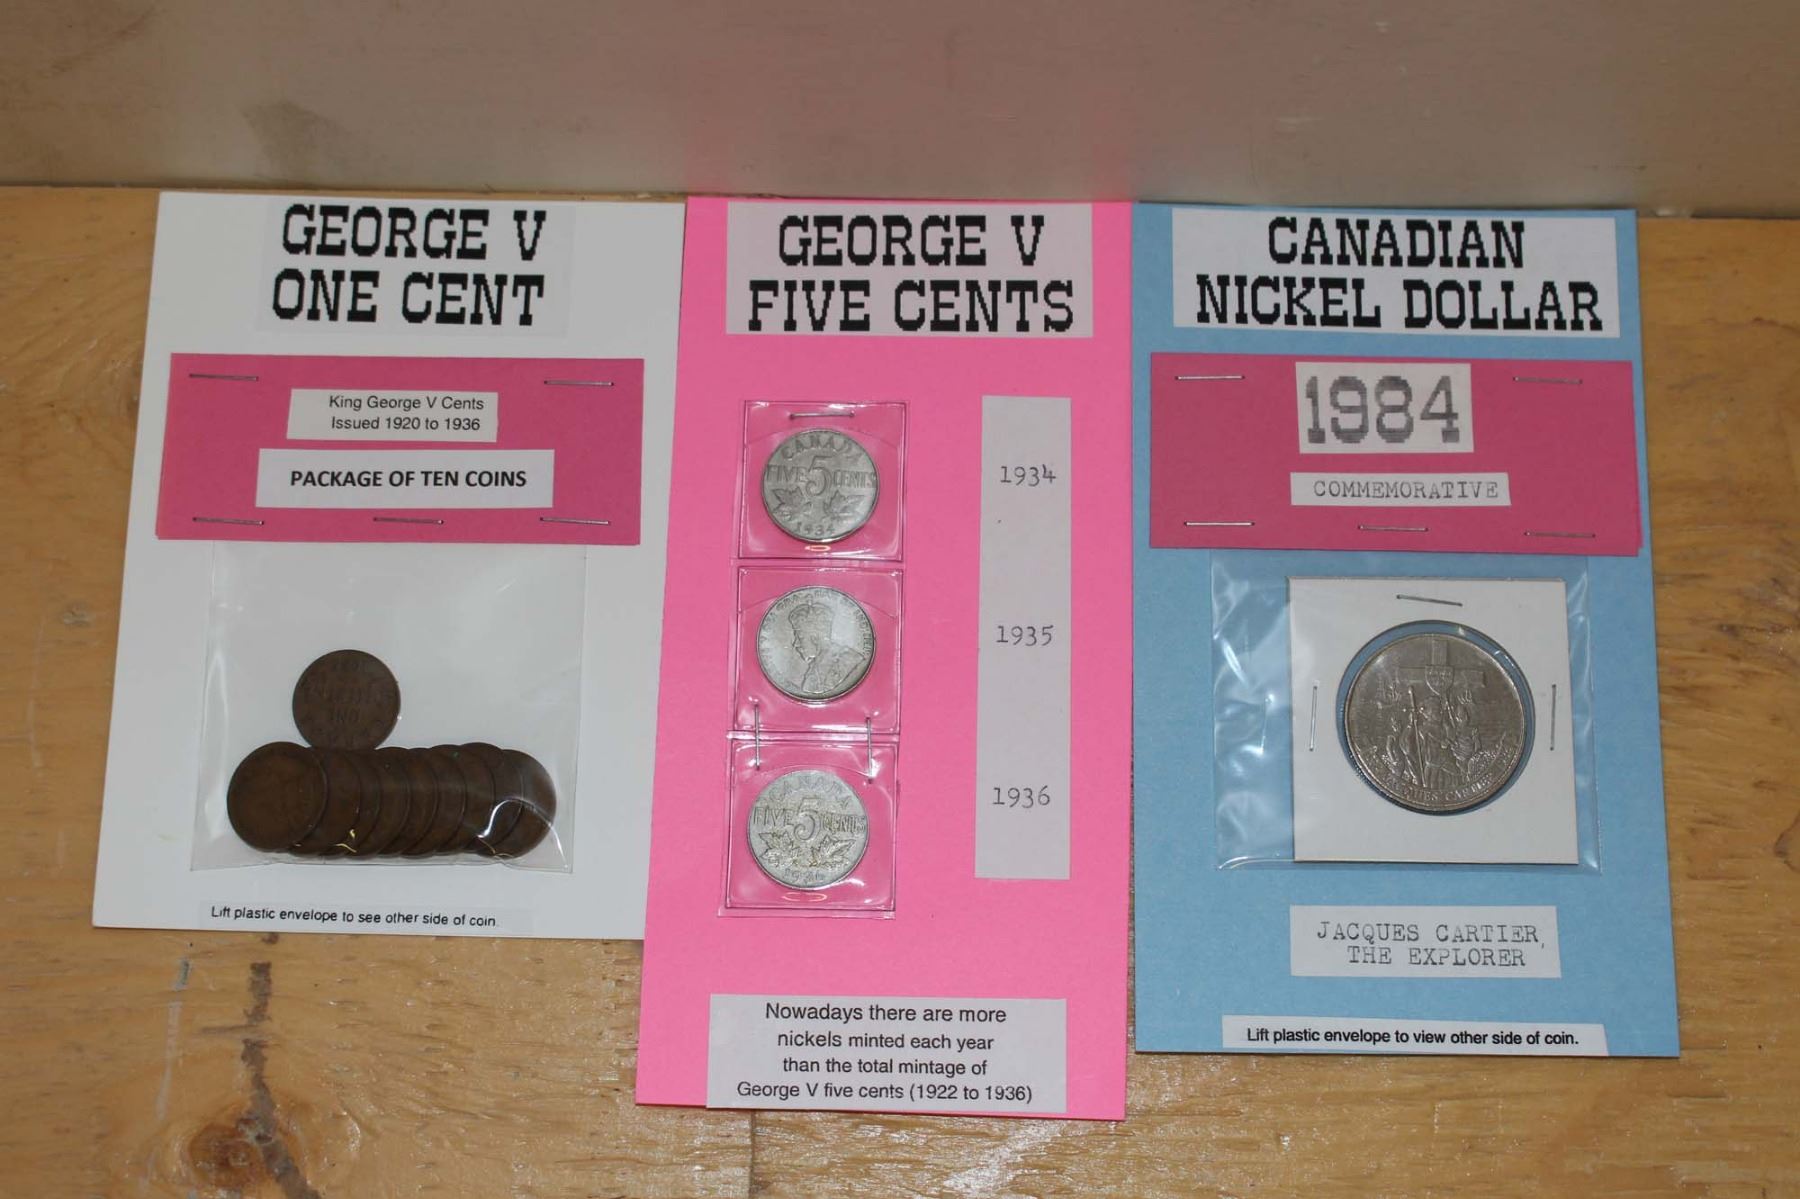 GEORGE V
ONE CENT
King George V Cents
Issued 1920 to 1936
PACKAGE OF TEN COINS
Lift plastic envelope to see other side of coin.
GEORGE V
FIVE CENTS
CANADA
FIVE 5 CENTS
1934
1934
1935
CANADA
FIVE 5 CENTS
1936
1936
Nowadays there are more
nickels minted each year
than the total mintage of
George V five cents (1922 to 1936)
CANADIAN
NICKEL DOLLAR
1984
COMMEMORATIVE
JACQUES CARTIER
JACQUES CARTIER,
THE EXPLORER
Lift plastic envelope to view other side of coin.